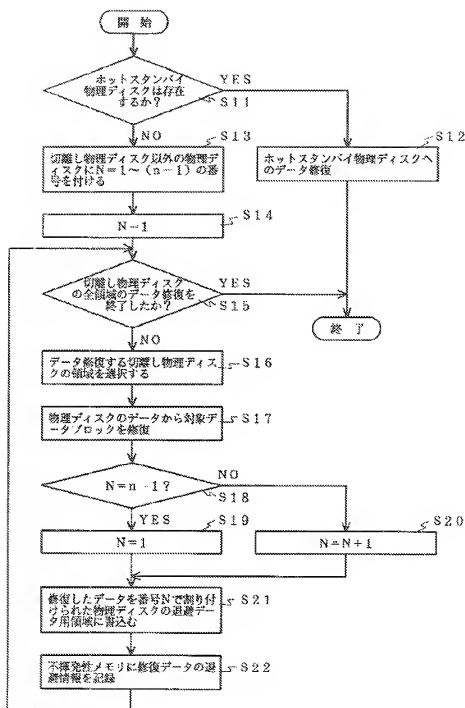 開始
ホットスタンバイ
物理ディスクは存在
するか?
YES
S11
NO
S13
S12
切離し物理ディスク以外の物理デ
ィスクにN=1~(n-1)の番
号を付ける
ホットスタンバイ物理ディスクへ
のデータ修復
N=1
S14
切離し物理ディスク
の全領域のデータ修復を
終了したか?
YES
S15
NO
終了
データ修復する切離し物理ディス
クの領域を選択する
S16
物理ディスクのデータから対象デ
ータブロックを修復
S17
N=n-1?
NO
S18
YES
S19
S20
N=1
N=N+1
修復したデータを番号Nで割り付
けられた物理ディスクの退避デー
タ用領域に書込む
S21
不揮発性メモリに修復データの退
避情報を記録
S22